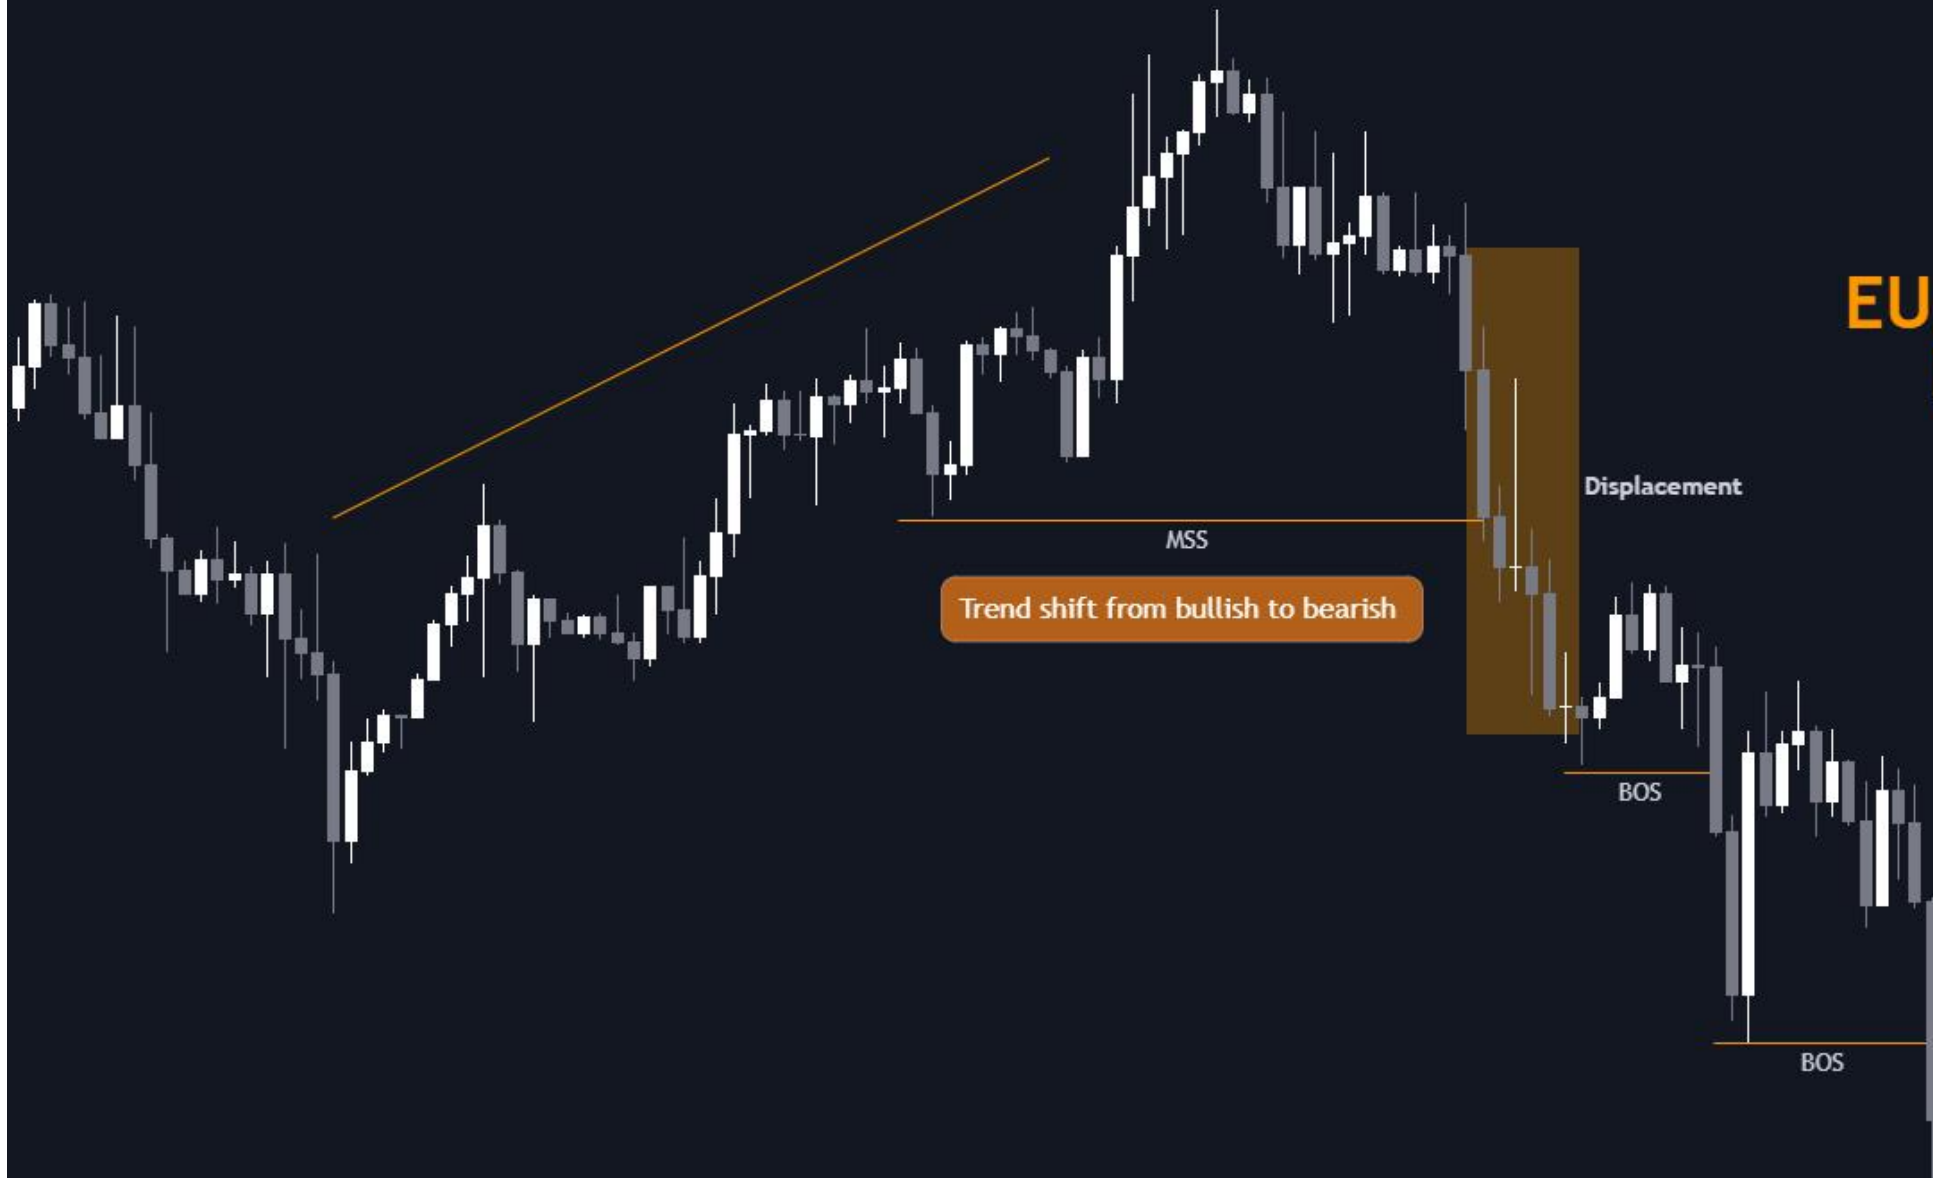 EU
Displacement
MSS
Trend shift from bullish to bearish
BOS
BOS